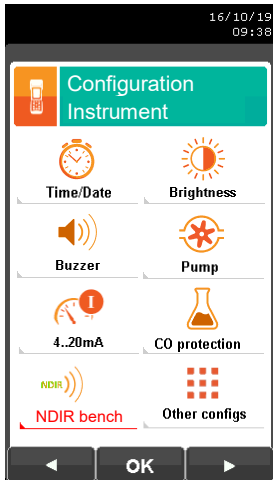 16/10/19
09:38
Configuration
Instrument
Time/Date
Brightness
Buzzer
Pump
I
4..20mA
CO protection
NDIR
NDIR bench
Other configs
OK